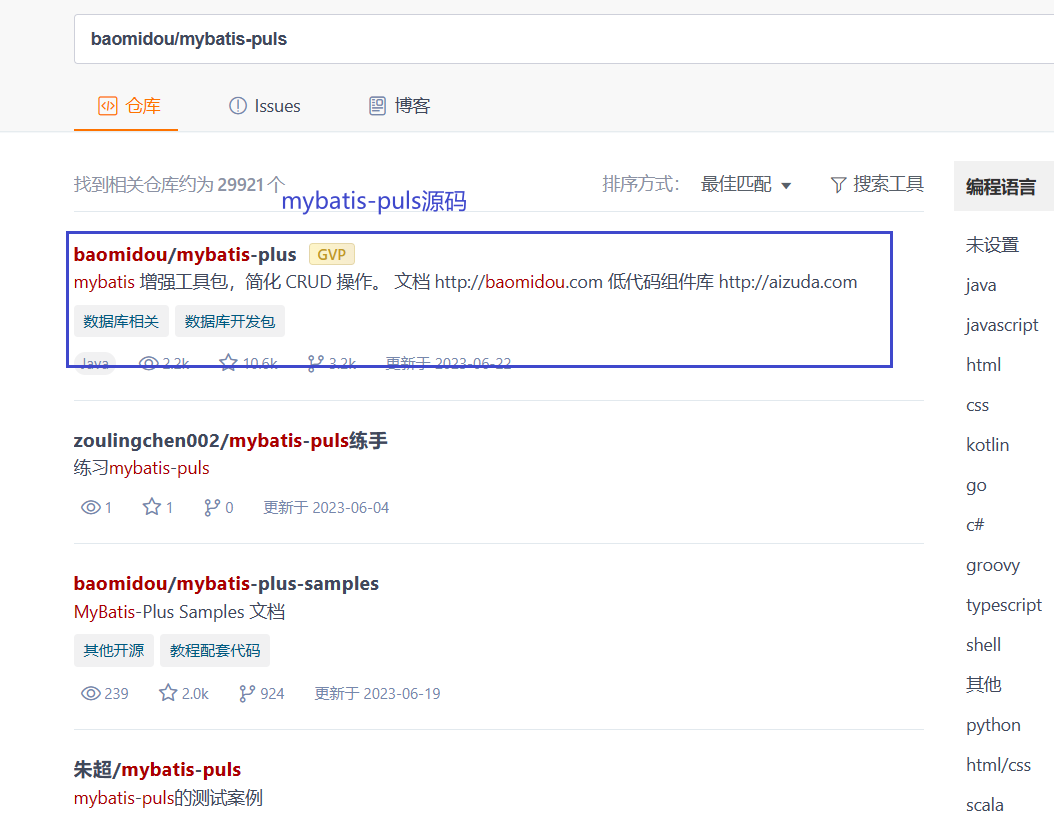 baomidou/mybatis-puls
仓库 Issues 博客
找到相关仓库约为 29921 个 排序方式： 最佳匹配 搜索工具
mybatis-puls源码
baomidou/mybatis-plus GVP
mybatis 增强工具包，简化 CRUD 操作。 文档 http://baomidou.com 低代码组件库 http://aizuda.com
数据库相关 数据库开发包
Java 2.2k 10.6k 3.2k 更新于 2023-06-22
zoulingchen002/mybatis-puls练手
练习mybatis-puls
1 1 0 更新于 2023-06-04
baomidou/mybatis-plus-samples
MyBatis-Plus Samples 文档
其他开源 教程配套代码
239 2.0k 924 更新于 2023-06-19
朱超/mybatis-puls
mybatis-puls的测试案例
编程语言
未设置
java
javascript
html
css
kotlin
go
c#
groovy
typescript
shell
其他
python
html/css
scala